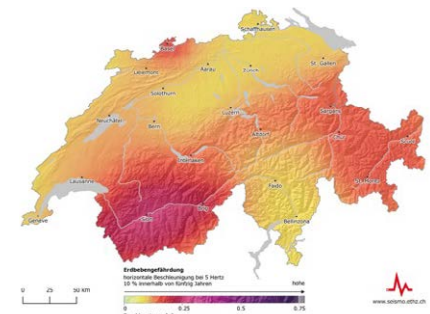 Schaffhausen
Basel
St. Gallen
Aarau
Zürich
Delémont
Solothurn
Luzern
Sargans
Neuchâtel
Bern
Altdorf
Chur
Scuol
Interlaken
St. Moritz
Lausanne
Faido
Sion
Brig
Genève
Bellinzona
Erdbebengefährdung
horizontale Beschleunigung bei 5 Hertz
10 % innerhalb von fünfzig Jahren
hohe
0 25 50 km
0 0.25 0.5 0.75
www.seismo.ethz.ch